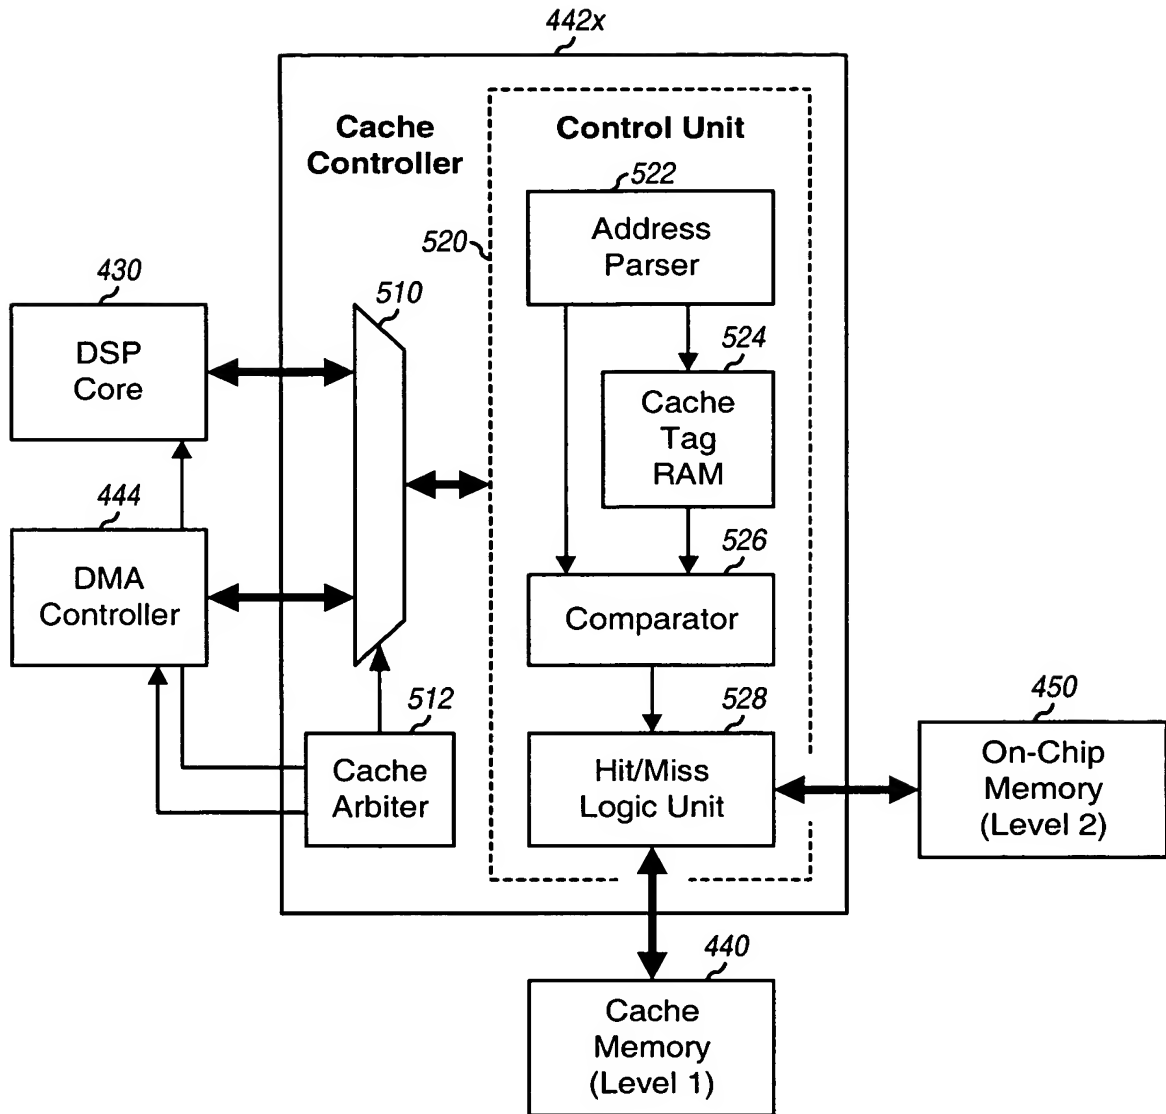 442x
Cache
Controller
Control Unit
522
Address
Parser
520
430
DSP
Core
510
524
Cache
Tag
RAM
444
DMA
Controller
526
Comparator
512
Cache
Arbiter
528
Hit/Miss
Logic Unit
450
On-Chip
Memory
(Level 2)
440
Cache
Memory
(Level 1)